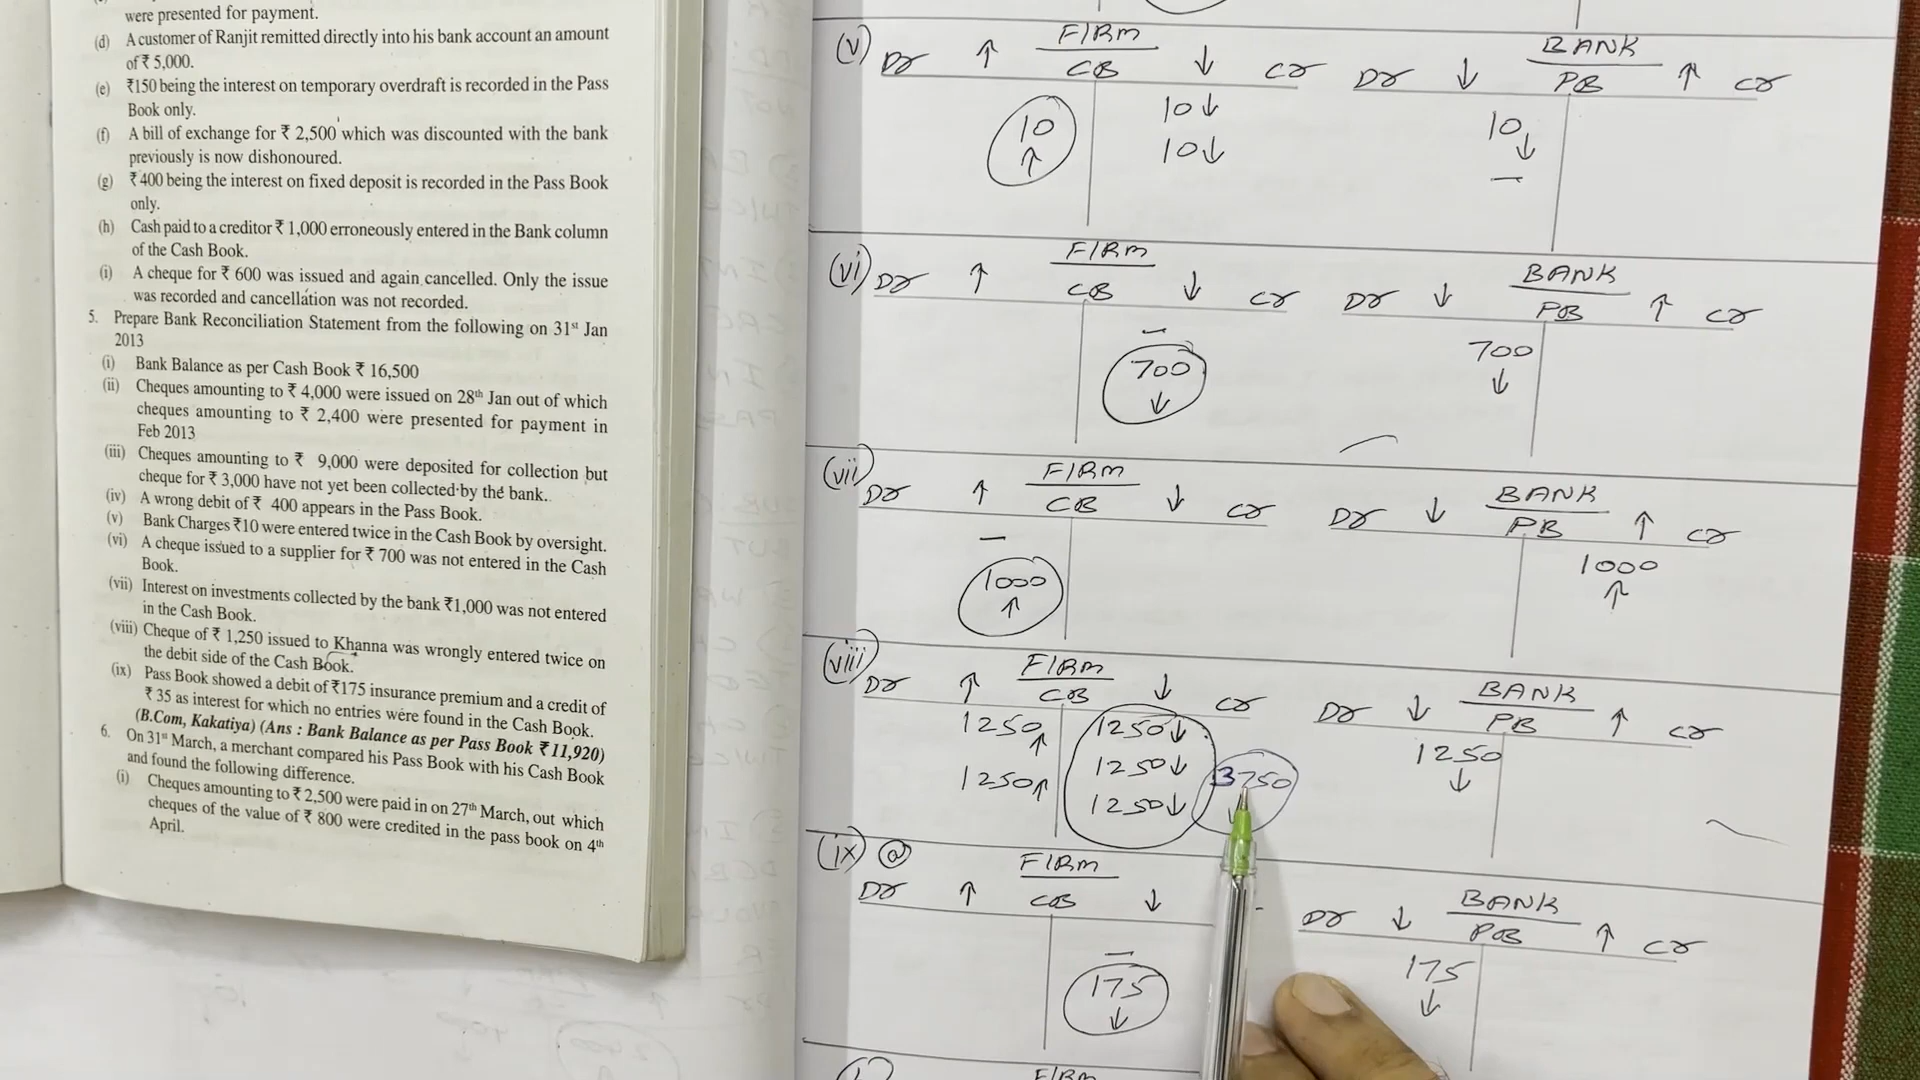 were presented for payment.
(d) A customer of Ranjit remitted directly into his bank account an amount
of ₹ 5,000.
(e) ₹150 being the interest on temporary overdraft is recorded in the Pass
Book only.
(f) A bill of exchange for ₹ 2,500 which was discounted with the bank
previously is now dishonoured.
(g) ₹400 being the interest on fixed deposit is recorded in the Pass Book
only.
(h) Cash paid to a creditor ₹ 1,000 erroneously entered in the Bank column
of the Cash Book.
(i) A cheque for ₹ 600 was issued and again cancelled. Only the issue
was recorded and cancellation was not recorded.
5. Prepare Bank Reconciliation Statement from the following on 31st Jan
2013
(i) Bank Balance as per Cash Book ₹ 16,500
(ii) Cheques amounting to ₹ 4,000 were issued on 28th Jan out of which
cheques amounting to ₹ 2,400 were presented for payment in
Feb 2013
(iii) Cheques amounting to ₹ 9,000 were deposited for collection but
cheque for ₹ 3,000 have not yet been collected by the bank.
(iv) A wrong debit of ₹ 400 appears in the Pass Book.
(v) Bank Charges ₹10 were entered twice in the Cash Book by oversight.
(vi) A cheque issued to a supplier for ₹ 700 was not entered in the Cash
Book.
(vii) Interest on investments collected by the bank ₹1,000 was not entered
in the Cash Book.
(viii) Cheque of ₹ 1,250 issued to Khanna was wrongly entered twice on
the debit side of the Cash Book.
(ix) Pass Book showed a debit of ₹175 insurance premium and a credit of
₹ 35 as interest for which no entries were found in the Cash Book.
(B.Com, Kakatiya) (Ans : Bank Balance as per Pass Book ₹ 11,920)
6. On 31st March, a merchant compared his Pass Book with his Cash Book
and found the following difference.
(i) Cheques amounting to ₹ 2,500 were paid in on 27th March, out which
cheques of the value of ₹ 800 were credited in the pass book on 4th
April.
(v) Dr ↑ FIRM ↓ Cr Dr ↓ BANK ↑ Cr
CB PB
10 ↑ 10↓ 10↓
10↓ —
(vi) Dr ↑ FIRM ↓ Cr Dr ↓ BANK ↑ Cr
CB PB
—
700 ↓ 700 ↓
(vii) Dr ↑ FIRM ↓ Cr Dr ↓ BANK ↑ Cr
CB PB
—
1000 ↑ 1000 ↑
(viii) Dr ↑ FIRM ↓ Cr Dr ↓ BANK ↑ Cr
CB PB
1250↑ 1250↓ 1250 ↓
1250↑ 1250↓ 3750
1250↓
(ix) (a) FIRM BANK
Dr ↑ CB ↓ Dr ↓ PB ↑ Cr
—
175 ↓ 175 ↓
FIRM